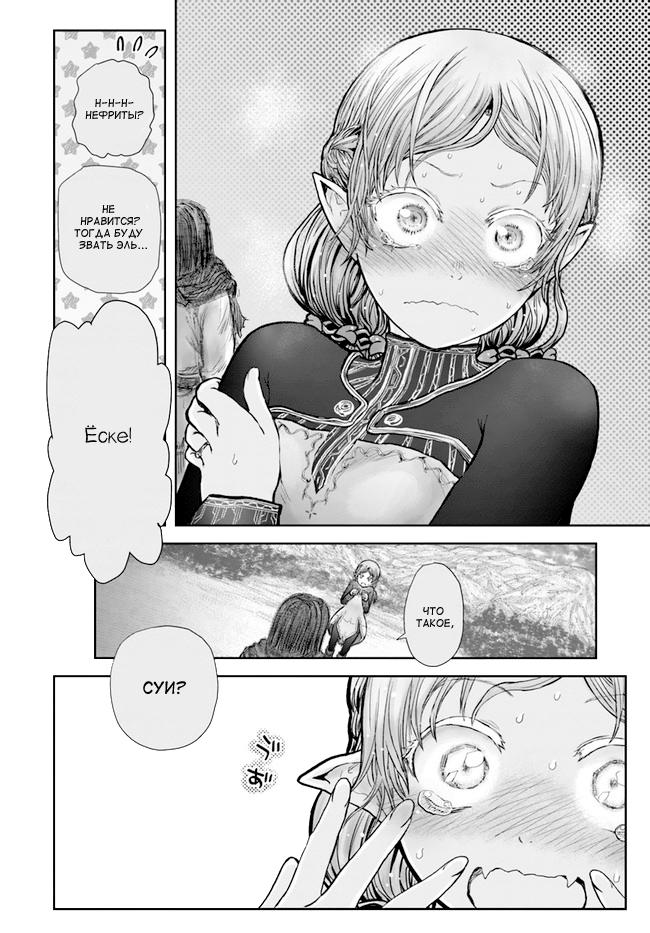 Н-Н-Н-
НЕФРИТЫ?
НЕ
НРАВИТСЯ?
ТОГДА БУДУ
ЗВАТЬ ЭЛЬ...
Ёске!
ЧТО
ТАКОЕ,
СУИ?